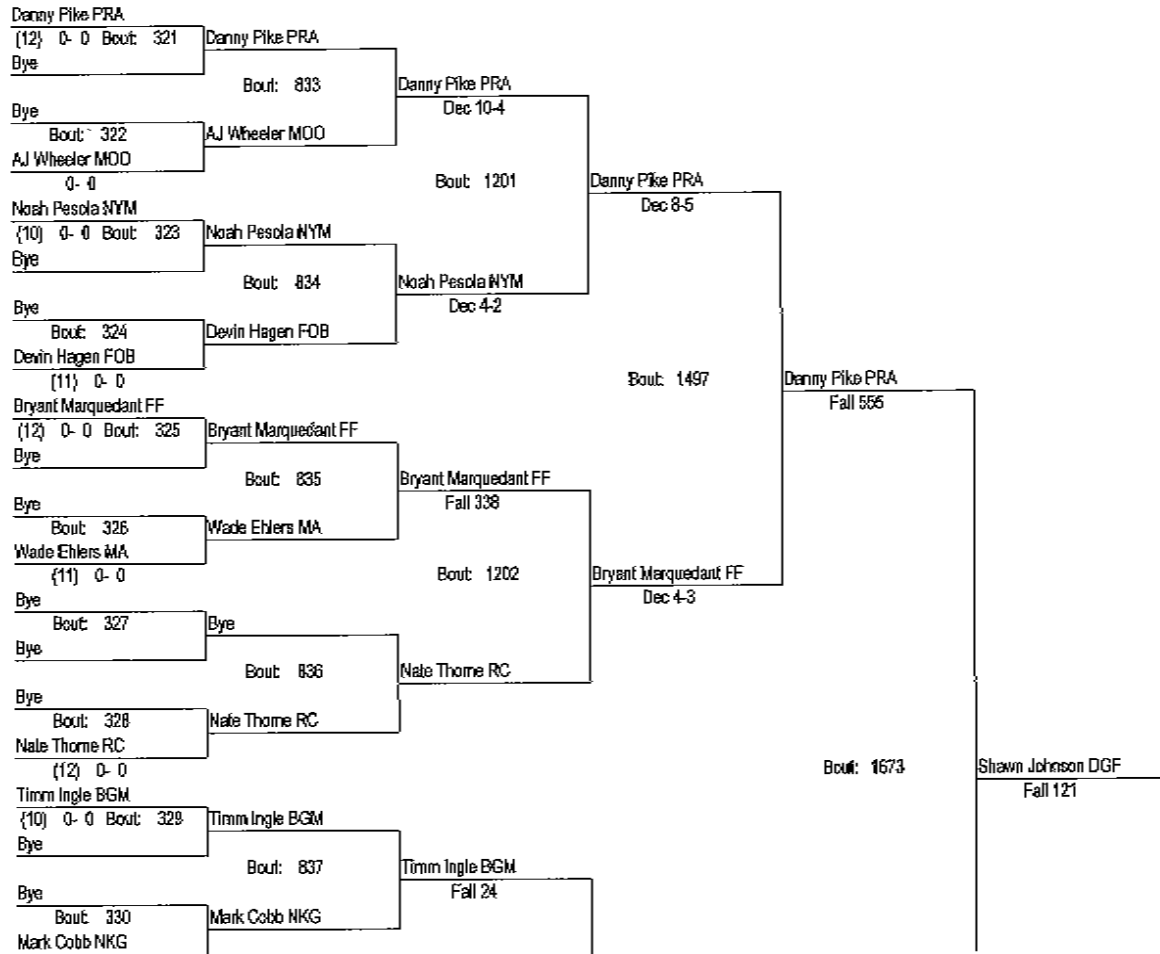 Danny Pike PRA
(12) 0- 0 Bout: 321
Danny Pike PRA
Bye
Bout: 833
Danny Pike PRA
Dec 10-4
Bye
Bout: 322
AJ Wheeler MOO
AJ Wheeler MOO
0- 0
Bout: 1201
Danny Pike PRA
Dec 8-5
Noah Pesola NYM
(10) 0- 0 Bout: 323
Noah Pesola NYM
Bye
Bout: 834
Noah Pesola NYM
Dec 4-2
Bye
Bout: 324
Devin Hagen FOB
Devin Hagen FOB
(11) 0- 0
Bout: 1497
Danny Pike PRA
Fall 555
Bryant Marquedant FF
(12) 0- 0 Bout: 325
Bryant Marquedant FF
Bye
Bout: 835
Bryant Marquedant FF
Fall 338
Bye
Bout: 326
Wade Ehlers MA
Wade Ehlers MA
(11) 0- 0
Bout: 1202
Bryant Marquedant FF
Dec 4-3
Bye
Bout: 327
Bye
Bye
Bout: 836
Nate Thorne RC
Bye
Bout: 328
Nate Thorne RC
Nate Thorne RC
(12) 0- 0
Bout: 1673
Shawn Johnson DGF
Fall 121
Timm Ingle BGM
(10) 0- 0 Bout: 329
Timm Ingle BGM
Bye
Bout: 837
Timm Ingle BGM
Fall 24
Bye
Bout: 330
Mark Cobb NKG
Mark Cobb NKG